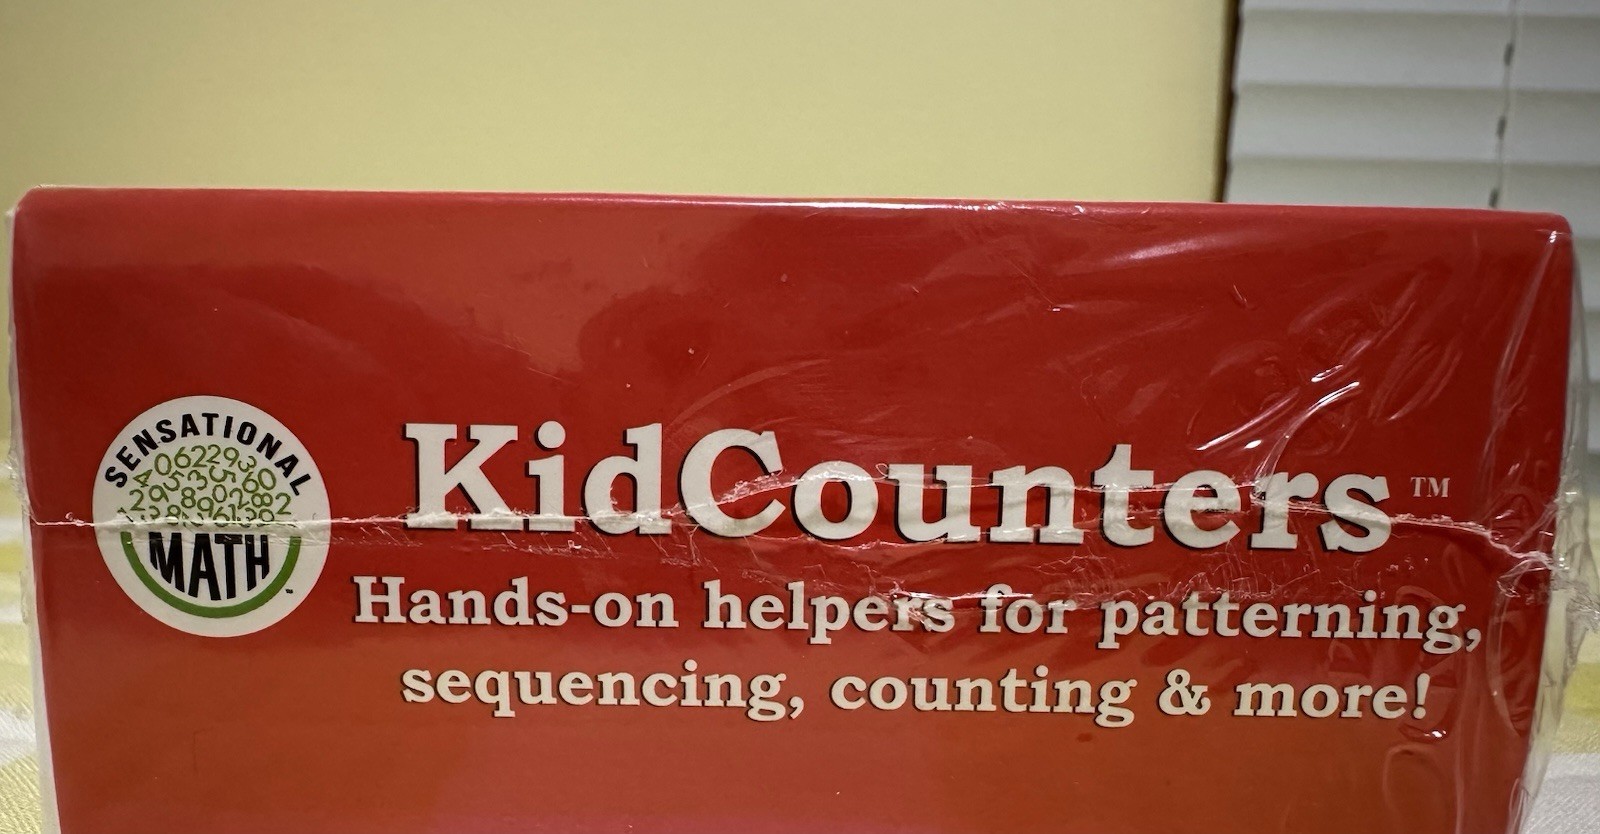 SENSATIONAL
MATH
KidCounters™
Hands-on helpers for patterning,
sequencing, counting & more!